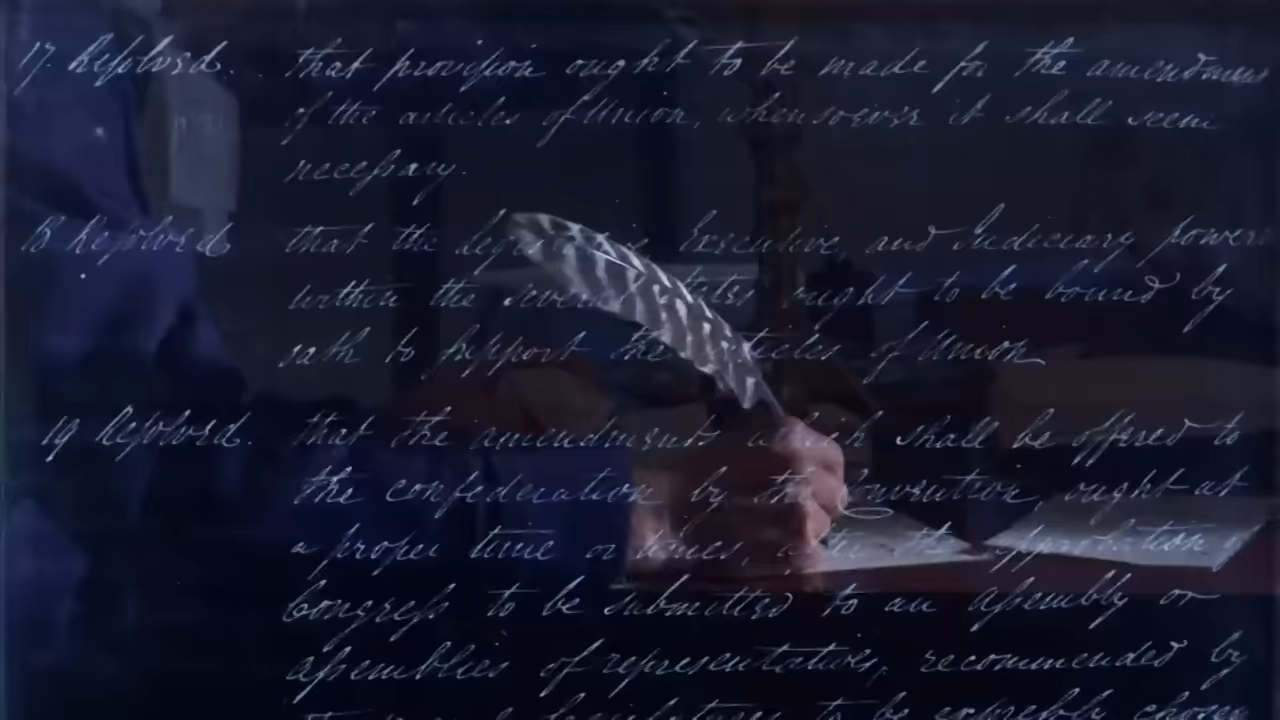 17. Resolved. that provision ought to be made for the amendment
of the articles of Union, whensoever it shall seem
necessary.
18 Resolved that the Legislative, Executive, and Judiciary powers
within the several States ought to be bound by
oath to support the articles of Union
19 Resolved. that the amendments which shall be offered to
the confederation by the Convention, ought at
a proper time or times, after the approbation of
Congress to be submitted to an assembly or
assemblies of representatives, recommended by
to be expressly chosen